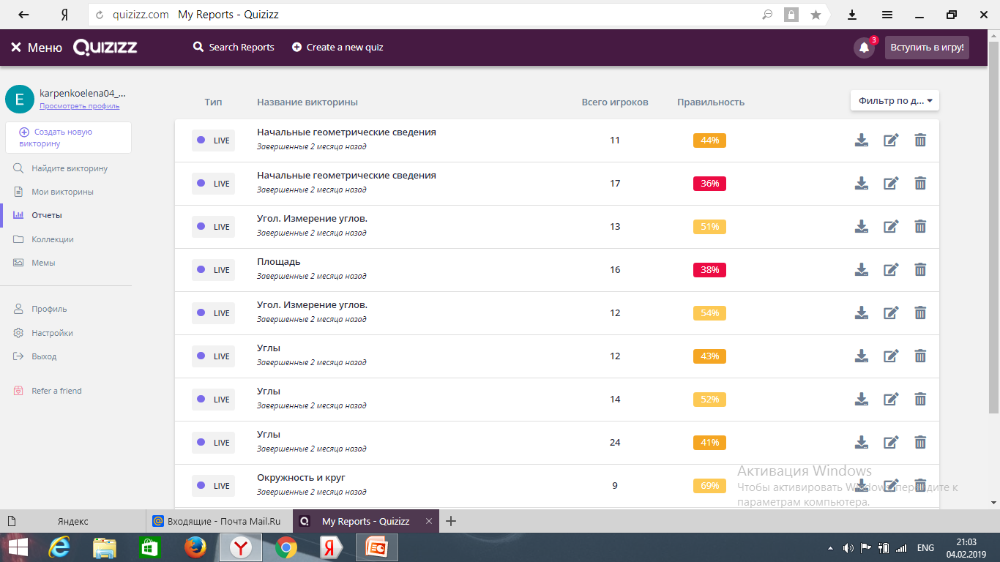 quizizz.com My Reports - Quizizz
Меню Quizizz Search Reports Create a new quiz 3 Вступить в игру!
E karpenkoelena04_...
Просмотреть профиль
Создать новую
викторину
Найдите викторину
Мои викторины
Отчеты
Коллекции
Мемы
Профиль
Настройки
Выход
Refer a friend
Тип Название викторины Всего игроков Правильность Фильтр по д...
LIVE Начальные геометрические сведения 11 44%
Завершенные 2 месяца назад
LIVE Начальные геометрические сведения 17 36%
Завершенные 2 месяца назад
LIVE Угол. Измерение углов. 13 51%
Завершенные 2 месяца назад
LIVE Площадь 16 38%
Завершенные 2 месяца назад
LIVE Угол. Измерение углов. 12 54%
Завершенные 2 месяца назад
LIVE Углы 12 43%
Завершенные 2 месяца назад
LIVE Углы 14 52%
Завершенные 2 месяца назад
LIVE Углы 24 41%
Завершенные 2 месяца назад
LIVE Окружность и круг 9 69%
Завершенные 2 месяца назад
Активация Windows
Чтобы активировать Windows, перейдите к
параметрам компьютера.
Яндекс Входящие - Почта Mail.Ru My Reports - Quizizz
ENG 21:03
04.02.2019